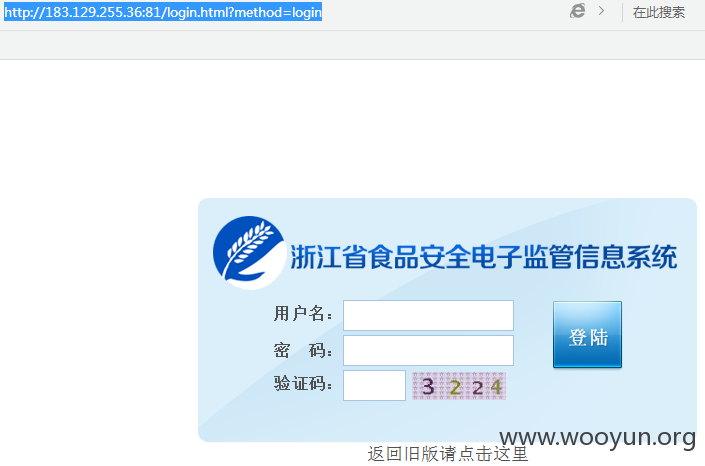 http://183.129.255.36:81/login.html?method=login
在此搜索
浙江省食品安全电子监管信息系统
用户名：
密 码：
登陆
验证码：
3224
www.wooyun.org
返回旧版请点击这里